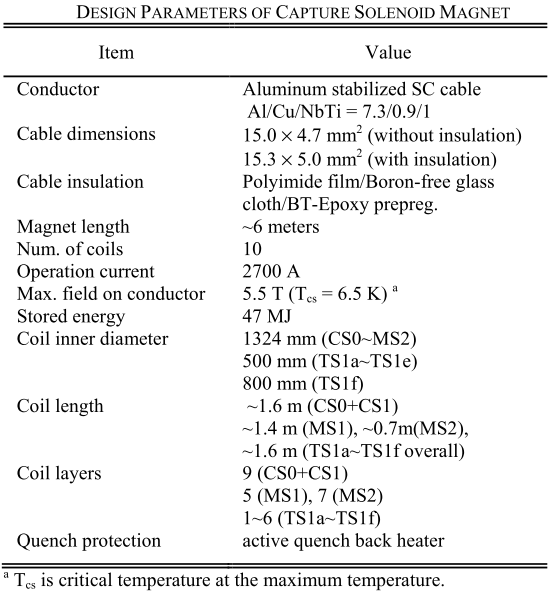 DESIGN PARAMETERS OF CAPTURE SOLENOID MAGNET
Item Value
Conductor Aluminum stabilized SC cable
Al/Cu/NbTi = 7.3/0.9/1
Cable dimensions 15.0 × 4.7 mm² (without insulation)
15.3 × 5.0 mm² (with insulation)
Cable insulation Polyimide film/Boron-free glass
cloth/BT-Epoxy prepreg.
Magnet length ~6 meters
Num. of coils 10
Operation current 2700 A
Max. field on conductor 5.5 T (Tcs = 6.5 K) a
Stored energy 47 MJ
Coil inner diameter 1324 mm (CS0~MS2)
500 mm (TS1a~TS1e)
800 mm (TS1f)
Coil length ~1.6 m (CS0+CS1)
~1.4 m (MS1), ~0.7m(MS2),
~1.6 m (TS1a~TS1f overall)
Coil layers 9 (CS0+CS1)
5 (MS1), 7 (MS2)
1~6 (TS1a~TS1f)
Quench protection active quench back heater
a Tcs is critical temperature at the maximum temperature.